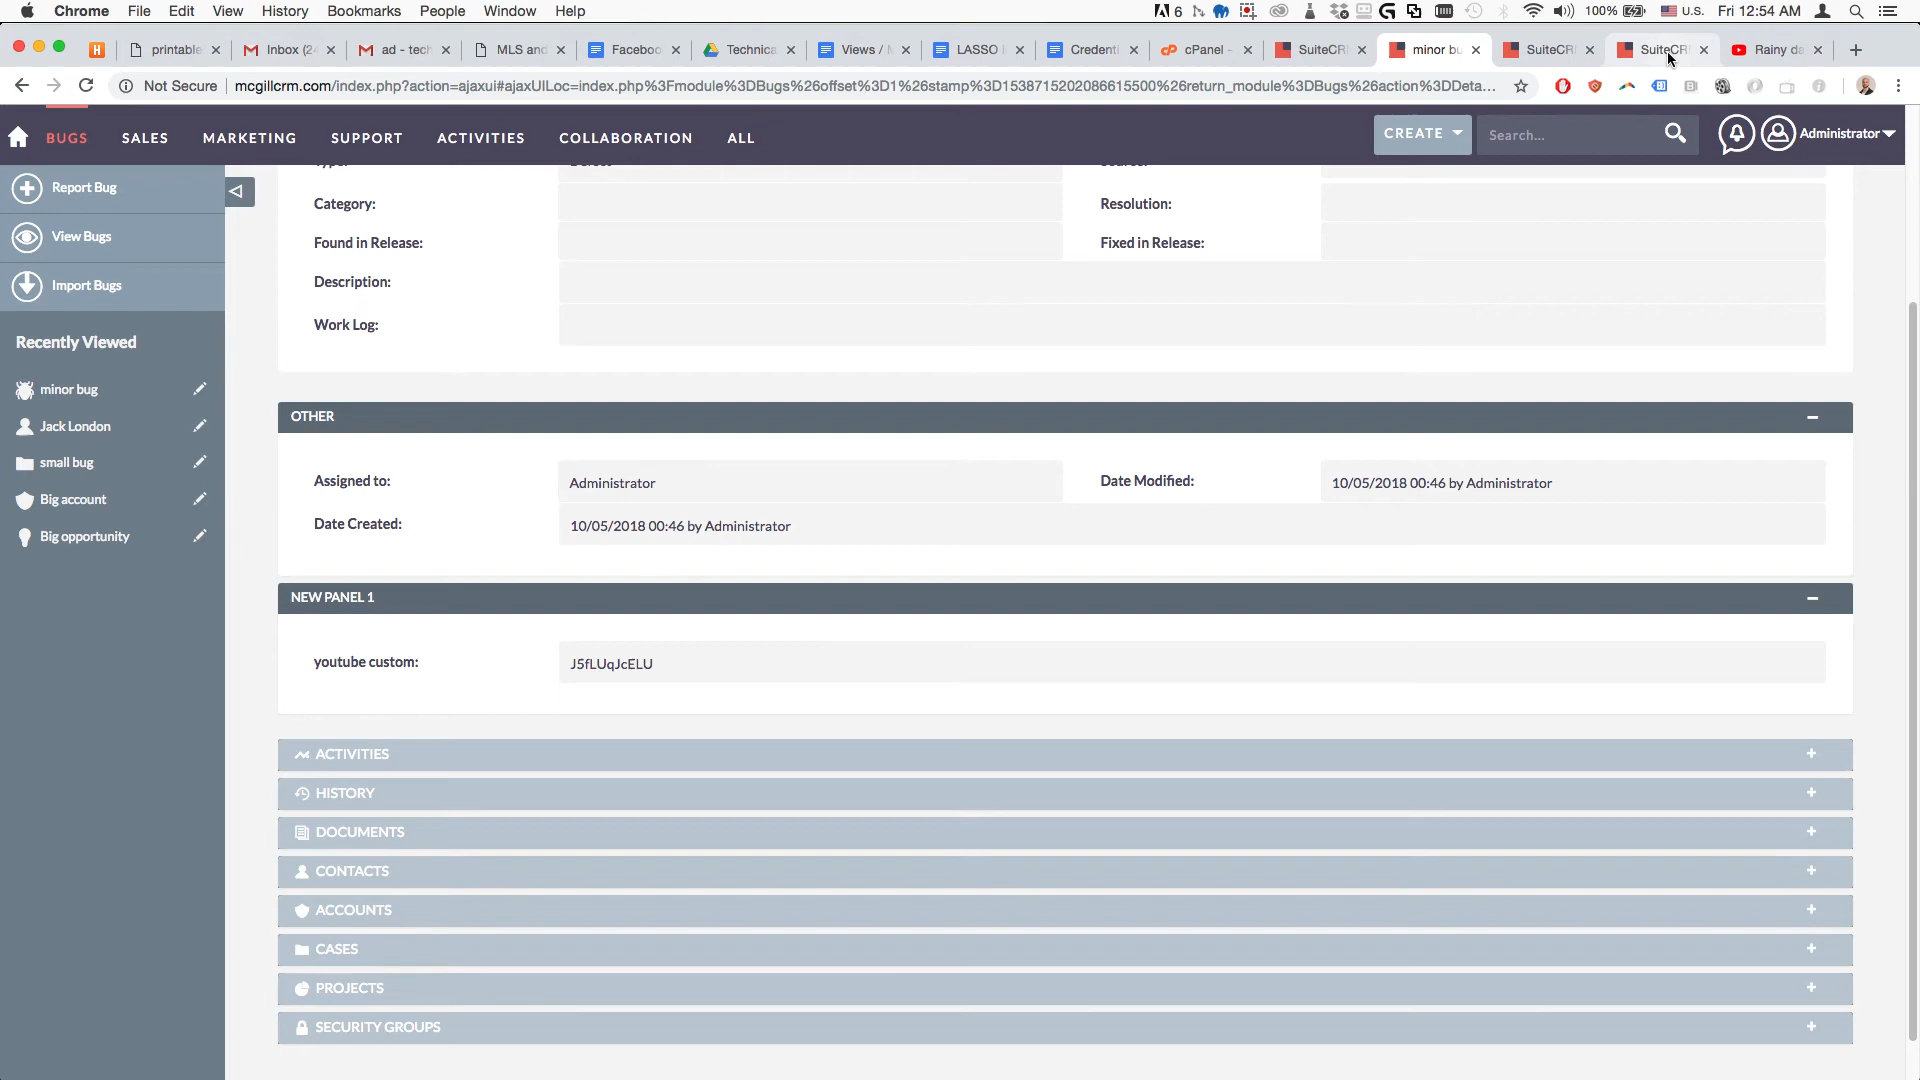 Chrome File Edit View History Bookmarks People Window Help 6 100% U.S. Fri 12:54 AM
printable Inbox (2 ad - tech MLS and Faceboo Technica Views / M LASSO i Credenti cPanel - SuiteCR minor bu SuiteCR SuiteCR Rainy da
Not Secure mcgillcrm.com/index.php?action=ajaxui#ajaxUILoc=index.php%3Fmodule%3DBugs%26offset%3D1%26stamp%3D1538715202086615500%26return_module%3DBugs%26action%3DDeta...
BUGS SALES MARKETING SUPPORT ACTIVITIES COLLABORATION ALL CREATE Search... Administrator
Report Bug
View Bugs
Import Bugs
Recently Viewed
minor bug
Jack London
small bug
Big account
Big opportunity
Category: Resolution:
Found in Release: Fixed in Release:
Description:
Work Log:
OTHER
Assigned to: Administrator Date Modified: 10/05/2018 00:46 by Administrator
Date Created: 10/05/2018 00:46 by Administrator
NEW PANEL 1
youtube custom: J5fLUqJcELU
ACTIVITIES
HISTORY
DOCUMENTS
CONTACTS
ACCOUNTS
CASES
PROJECTS
SECURITY GROUPS